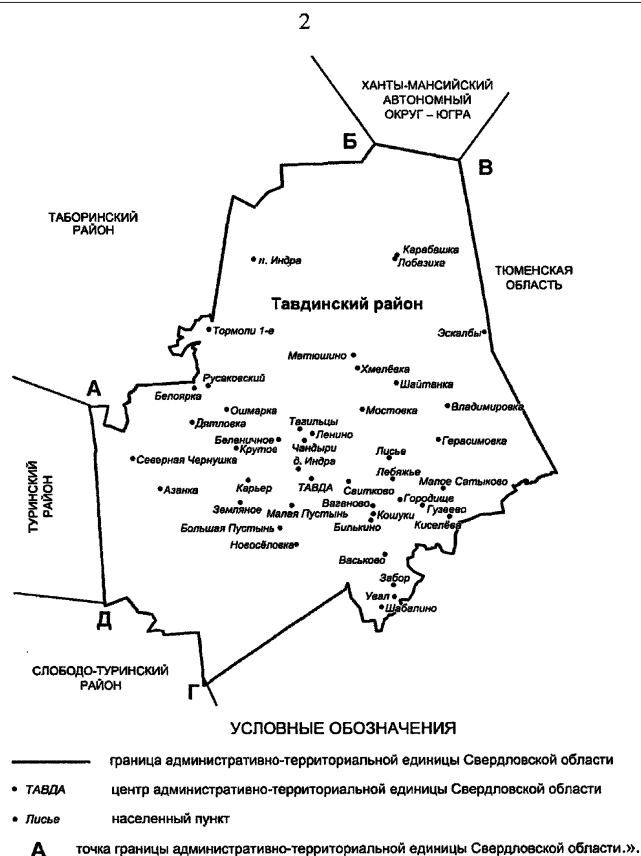 2
ХАНТЫ-МАНСИЙСКИЙ
АВТОНОМНЫЙ
ОКРУГ – ЮГРА
Б
В
ТАБОРИНСКИЙ
РАЙОН
п. Индра
Карабашка
Лобазиха
ТЮМЕНСКАЯ
ОБЛАСТЬ
Тавдинский район
Тормоли 1-е
Эскалбы
Матюшино
Хмелёвка
Русаковский
Белоярка
Шайтанка
А
Ошмарка
Мостовка
Владимировка
Дятловка
Тагильцы
Ленино
Беленичное
Чандыри
Герасимовка
Крутое
Лисье
Северная Чернушка
д. Индра
Лебяжье
ТУРИНСКИЙ
РАЙОН
Азанка
Карьер
ТАВДА
Саитково
Малое Сатыково
Городище
Земляное
Малая Пустынь
Ваганово
Гузеево
Кошуки
Киселёва
Большая Пустынь
Билькино
Новосёловка
Васьково
Забор
Увал
Шабалино
Д
СЛОБОДО-ТУРИНСКИЙ
РАЙОН
Г
УСЛОВНЫЕ ОБОЗНАЧЕНИЯ
граница административно-территориальной единицы Свердловской области
ТАВДА центр административно-территориальной единицы Свердловской области
Лисье населенный пункт
А точка границы административно-территориальной единицы Свердловской области.».